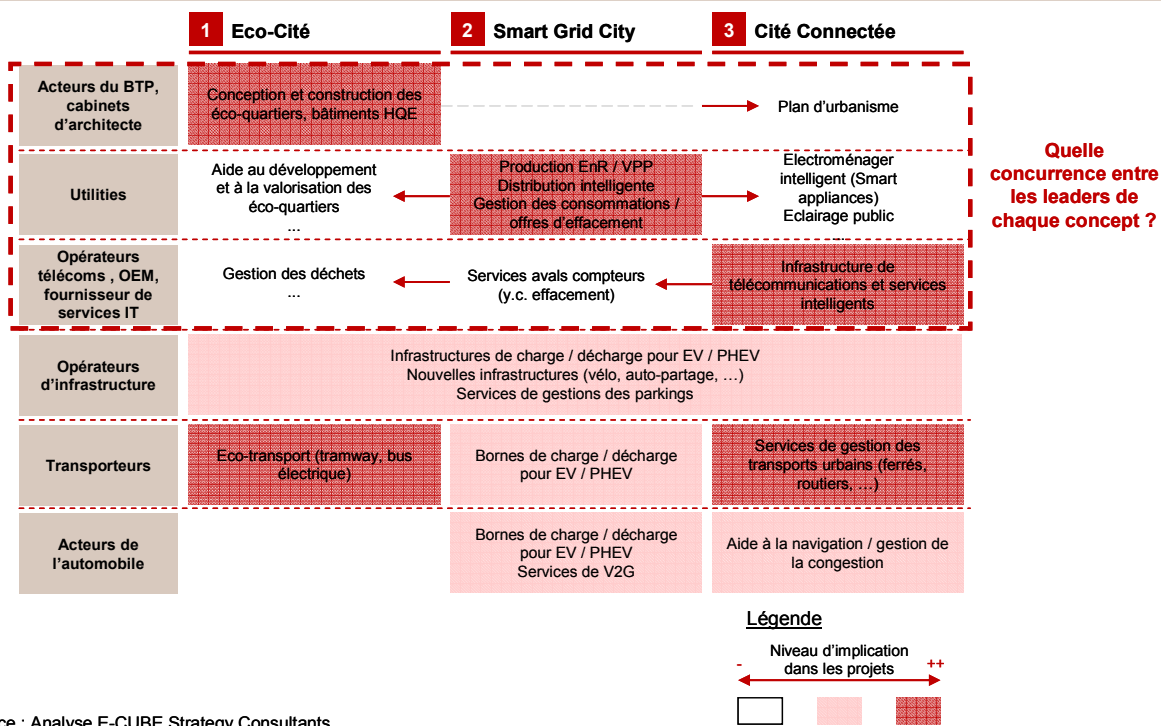 1 Eco-Cité
2 Smart Grid City
3 Cité Connectée
Acteurs du BTP,
cabinets
d'architecte
Conception et construction des
éco-quartiers, bâtiments HQE
Plan d'urbanisme
Utilities
Aide au développement
et à la valorisation des
éco-quartiers
...
Production EnR / VPP
Distribution intelligente
Gestion des consommations /
offres d'effacement
Electroménager
intelligent (Smart
appliances)
Eclairage public
...
Quelle
concurrence entre
les leaders de
chaque concept ?
Opérateurs
télécoms , OEM,
fournisseur de
services IT
Gestion des déchets
...
Services avals compteurs
(y.c. effacement)
Infrastructure de
télécommunications et services
intelligents
Opérateurs
d'infrastructure
Infrastructures de charge / décharge pour EV / PHEV
Nouvelles infrastructures (vélo, auto-partage, …)
Services de gestions des parkings
Transporteurs
Eco-transport (tramway, bus
électrique)
Bornes de charge / décharge
pour EV / PHEV
Services de gestion des
transports urbains (ferrés,
routiers, …)
Acteurs de
l'automobile
Bornes de charge / décharge
pour EV / PHEV
Services de V2G
Aide à la navigation / gestion de
la congestion
Légende
Niveau d'implication
dans les projets
- ++
ce : Analyse E-CUBE Strategy Consultants